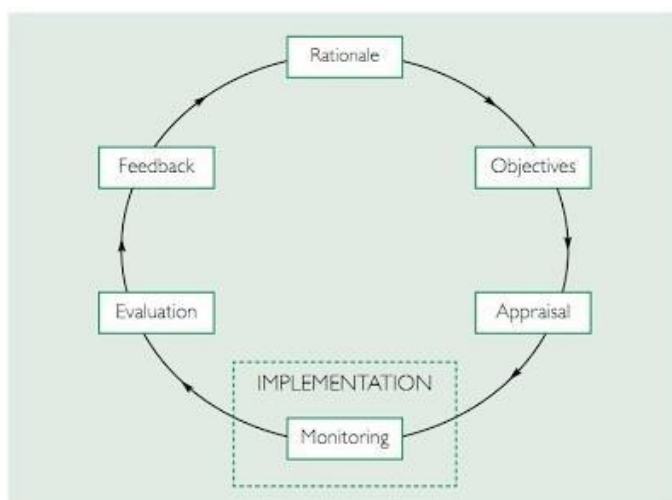 Rationale
Objectives
Appraisal
IMPLEMENTATION
Monitoring
Evaluation
Feedback